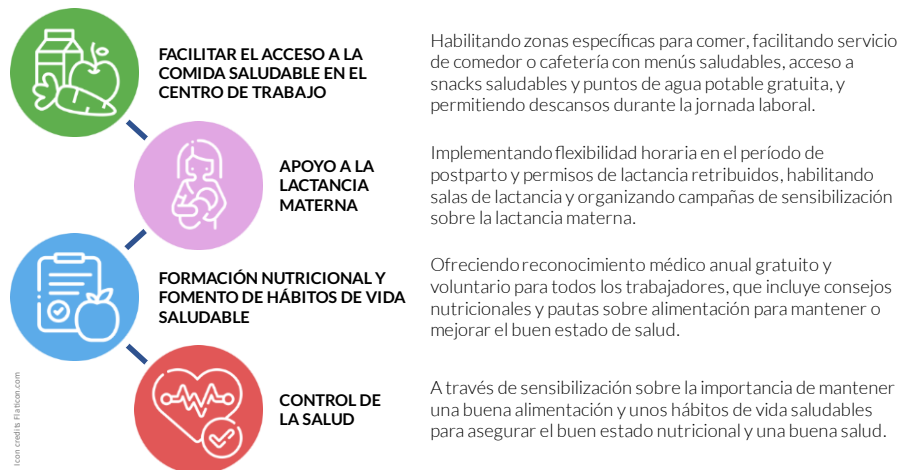 FACILITAR EL ACCESO A LA
COMIDA SALUDABLE EN EL
CENTRO DE TRABAJO
Habilitando zonas específicas para comer, facilitando servicio
de comedor o cafetería con menús saludables, acceso a
snacks saludables y puntos de agua potable gratuita, y
permitiendo descansos durante la jornada laboral.
APOYO A LA
LACTANCIA
MATERNA
Implementando flexibilidad horaria en el período de
postparto y permisos de lactancia retribuidos, habilitando
salas de lactancia y organizando campañas de sensibilización
sobre la lactancia materna.
FORMACIÓN NUTRICIONAL Y
FOMENTO DE HÁBITOS DE VIDA
SALUDABLE
Ofreciendo reconocimiento médico anual gratuito y
voluntario para todos los trabajadores, que incluye consejos
nutricionales y pautas sobre alimentación para mantener o
mejorar el buen estado de salud.
CONTROL DE
LA SALUD
A través de sensibilización sobre la importancia de mantener
una buena alimentación y unos hábitos de vida saludables
para asegurar el buen estado nutricional y una buena salud.
Icon credits Flaticon.com